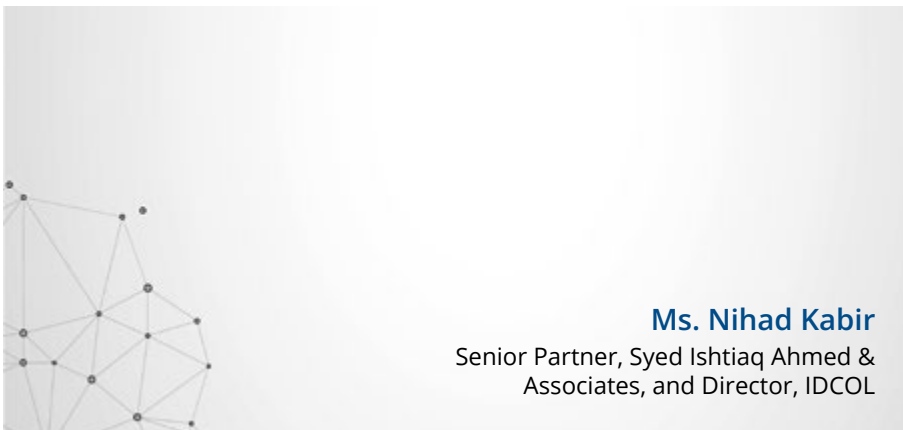 Ms. Nihad Kabir
Senior Partner, Syed Ishtiaq Ahmed &
Associates, and Director, IDCOL